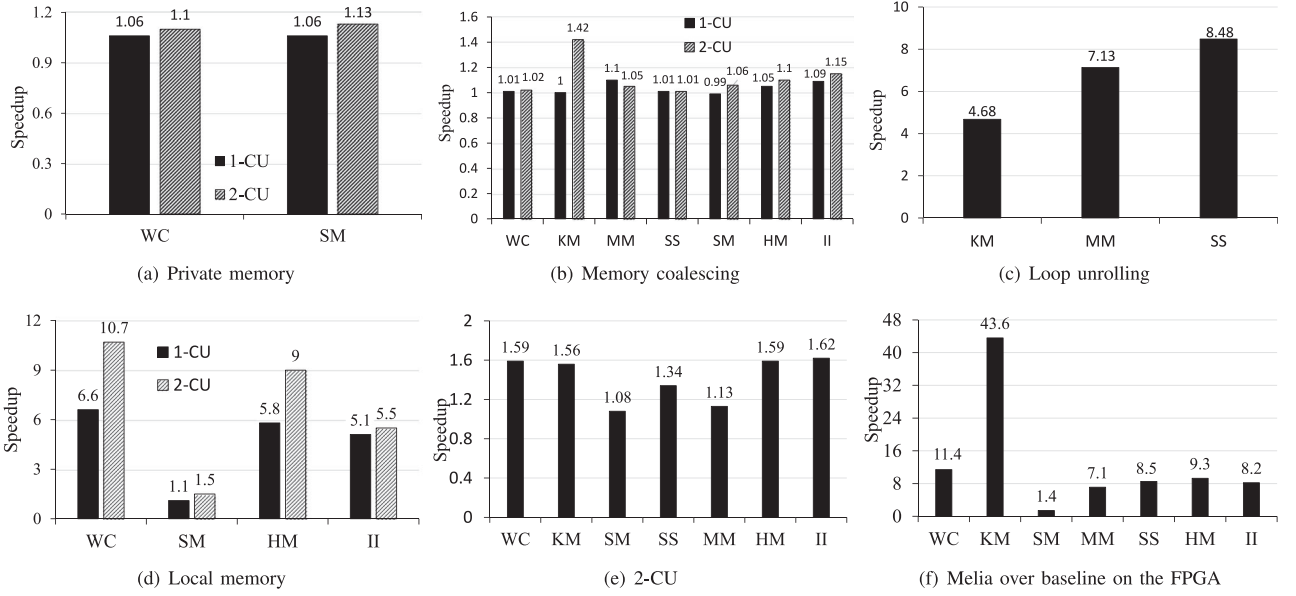 1.2
0.9
0.6
0.3
0
Speedup
1.06 1.1 1.06 1.13
1-CU
2-CU
WC SM
(a) Private memory
1.6
1.4
1.2
1
0.8
0.6
0.4
0.2
0
Speedup
1-CU
2-CU
1.01 1.02 1 1.42 1.1 1.05 1.01 1.01 0.99 1.06 1.05 1.1 1.09 1.15
WC KM MM SS SM HM II
(b) Memory coalescing
10
8
6
4
2
0
Speedup
4.68 7.13 8.48
KM MM SS
(c) Loop unrolling
12
9
6
3
0
Speedup
1-CU
2-CU
6.6 10.7 1.1 1.5 5.8 9 5.1 5.5
WC SM HM II
(d) Local memory
2
1.6
1.2
0.8
0.4
0
Speedup
1.59 1.56 1.08 1.34 1.13 1.59 1.62
WC KM SM SS MM HM II
(e) 2-CU
48
40
32
24
16
8
0
Speedup
11.4 43.6 1.4 7.1 8.5 9.3 8.2
WC KM SM MM SS HM II
(f) Melia over baseline on the FPGA